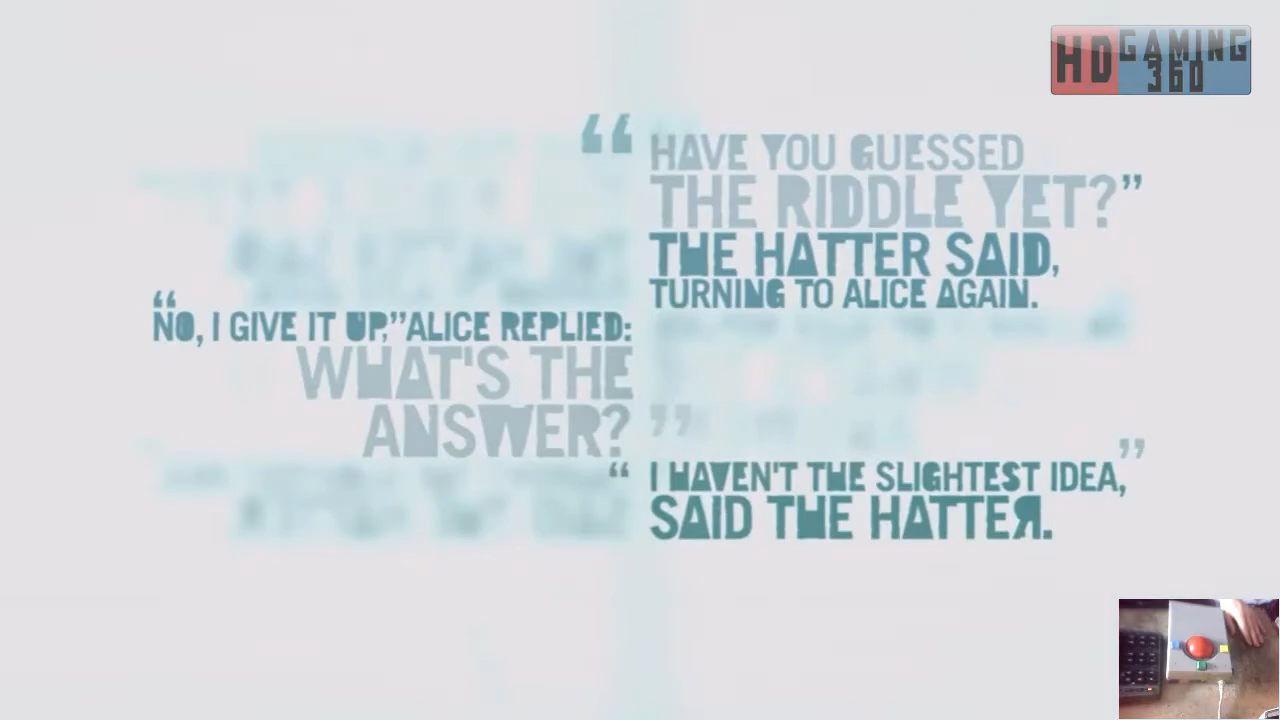 HD GAMING
360
“ HAVE YOU GUESSED
THE RIDDLE YET?”
THE HATTER SAID,
TURNING TO ALICE AGAIN.
“NO, I GIVE IT UP,”ALICE REPLIED:
WHAT'S THE
ANSWER? ”
“ I HAVEN'T THE SLIGHTEST IDEA,”
SAID THE HATTEЯ.